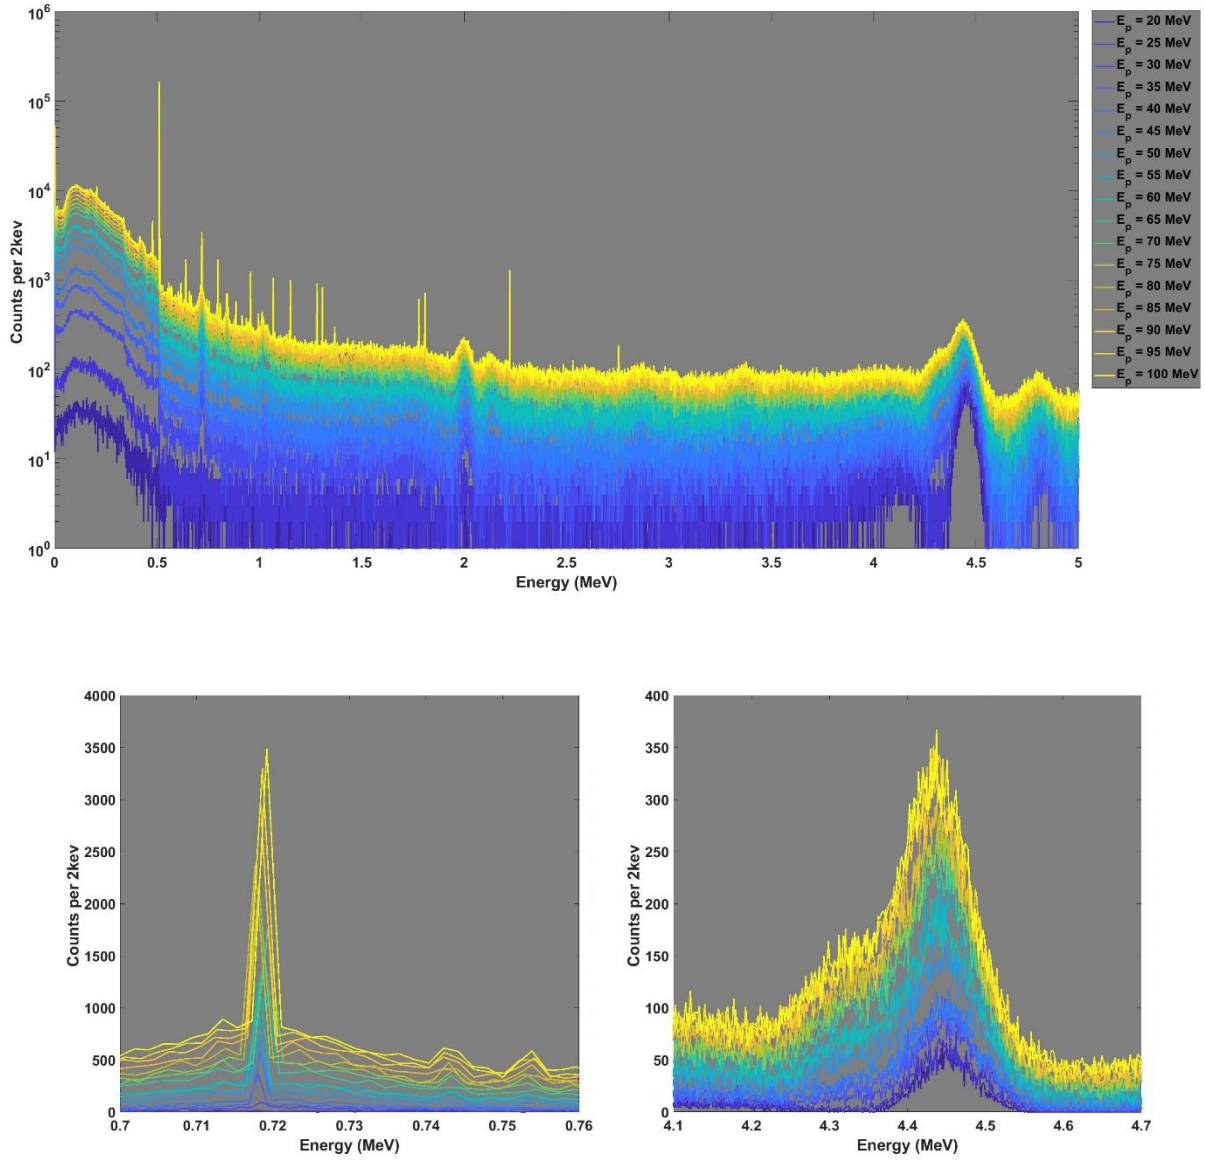 10^6
10^5
10^4
10^3
10^2
10^1
10^0
Counts per 2kev
0 0.5 1 1.5 2 2.5 3 3.5 4 4.5 5
Energy (MeV)
E_p = 20 MeV
E_p = 25 MeV
E_p = 30 MeV
E_p = 35 MeV
E_p = 40 MeV
E_p = 45 MeV
E_p = 50 MeV
E_p = 55 MeV
E_p = 60 MeV
E_p = 65 MeV
E_p = 70 MeV
E_p = 75 MeV
E_p = 80 MeV
E_p = 85 MeV
E_p = 90 MeV
E_p = 95 MeV
E_p = 100 MeV
4000
3500
3000
2500
2000
1500
1000
500
0
Counts per 2kev
0.7 0.71 0.72 0.73 0.74 0.75 0.76
Energy (MeV)
400
350
300
250
200
150
100
50
0
Counts per 2kev
4.1 4.2 4.3 4.4 4.5 4.6 4.7
Energy (MeV)